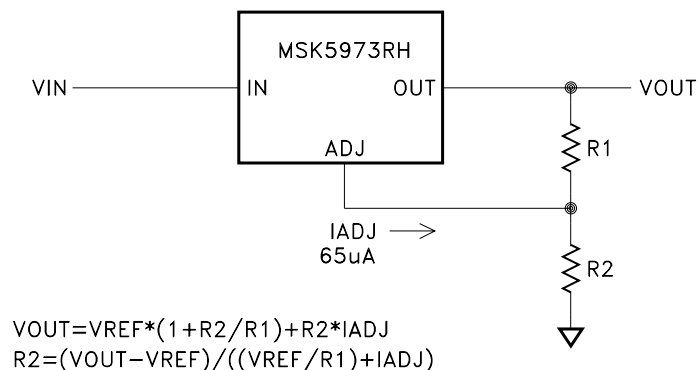 MSK5973RH
VIN
IN
OUT
VOUT
ADJ
R1
IADJ
65uA
R2
VOUT=VREF*(1+R2/R1)+R2*IADJ
R2=(VOUT-VREF)/((VREF/R1)+IADJ)